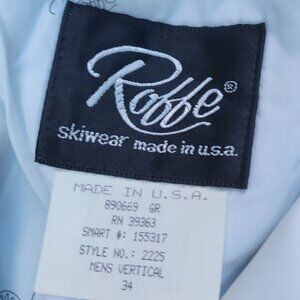 Roffe®
skiwear made in u.s.a.
MADE IN U.S.A.
890669 GR
RN 39363
SMART #: 155317
STYLE NO.: 2225
MENS VERTICAL
34